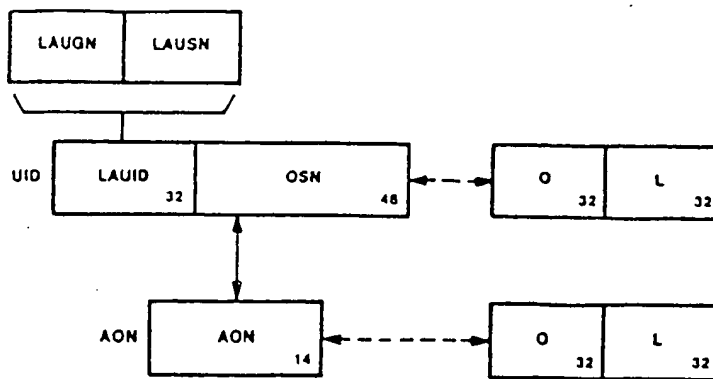 LAUGN LAUSN
UID LAUID 32 OSN 48 O 32 L 32
AON AON 14 O 32 L 32